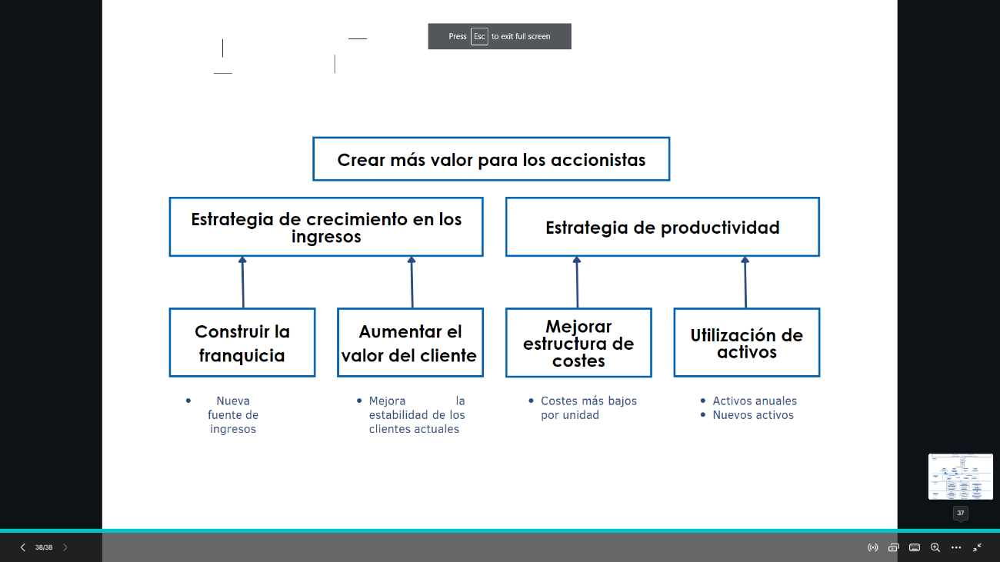 Press Esc to exit full screen
Crear más valor para los accionistas
Estrategia de crecimiento en los
ingresos
Estrategia de productividad
Construir la
franquicia
Aumentar el
valor del cliente
Mejorar
estructura de
costes
Utilización de
activos
• Nueva
fuente de
ingresos
• Mejora la
estabilidad de los
clientes actuales
• Costes más bajos
por unidad
• Activos anuales
• Nuevos activos
37
38/38